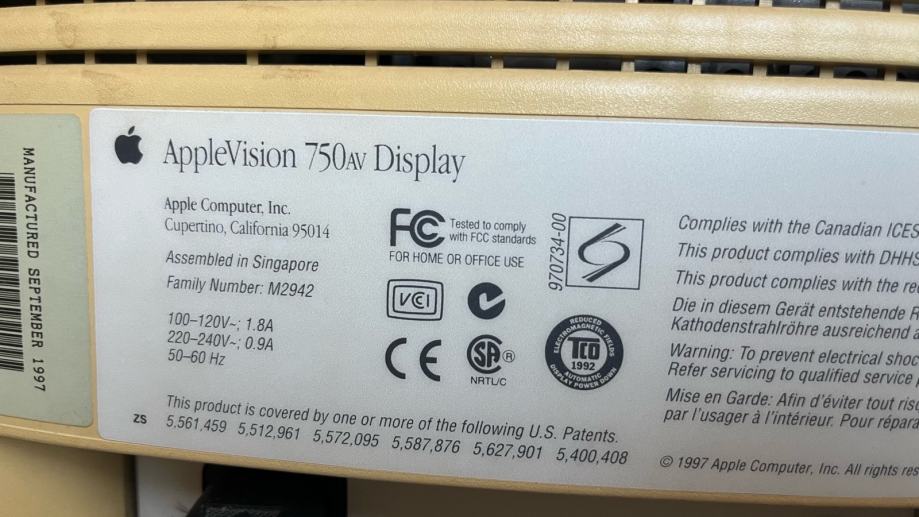 MANUFACTURED SEPTEMBER 1997
AppleVision 750AV Display
Apple Computer, Inc.
Cupertino, California 95014
Assembled in Singapore
Family Number: M2942
100–120V~; 1.8A
220–240V~; 0.9A
50–60 Hz
FC
Tested to comply
with FCC standards
FOR HOME OR OFFICE USE
VCI
CE
SA®
NRTL/C
970734-00
S
REDUCED
ELECTROMAGNETIC FIELDS
TCO
1992
AUTOMATIC
DISPLAY POWER DOWN
ZS
This product is covered by one or more of the following U.S. Patents.
5,561,459 5,512,961 5,572,095 5,587,876 5,627,901 5,400,408
Complies with the Canadian ICES
This product complies with DHHS
This product complies with the
Die in diesem Gerät entstehende
Kathodenstrahlröhre ausreichend
Warning: To prevent electrical
Refer servicing to qualified service
Mise en Garde: Afin d'éviter tout
par l'usager à l'intérieur. Pour
© 1997 Apple Computer, Inc. All rights